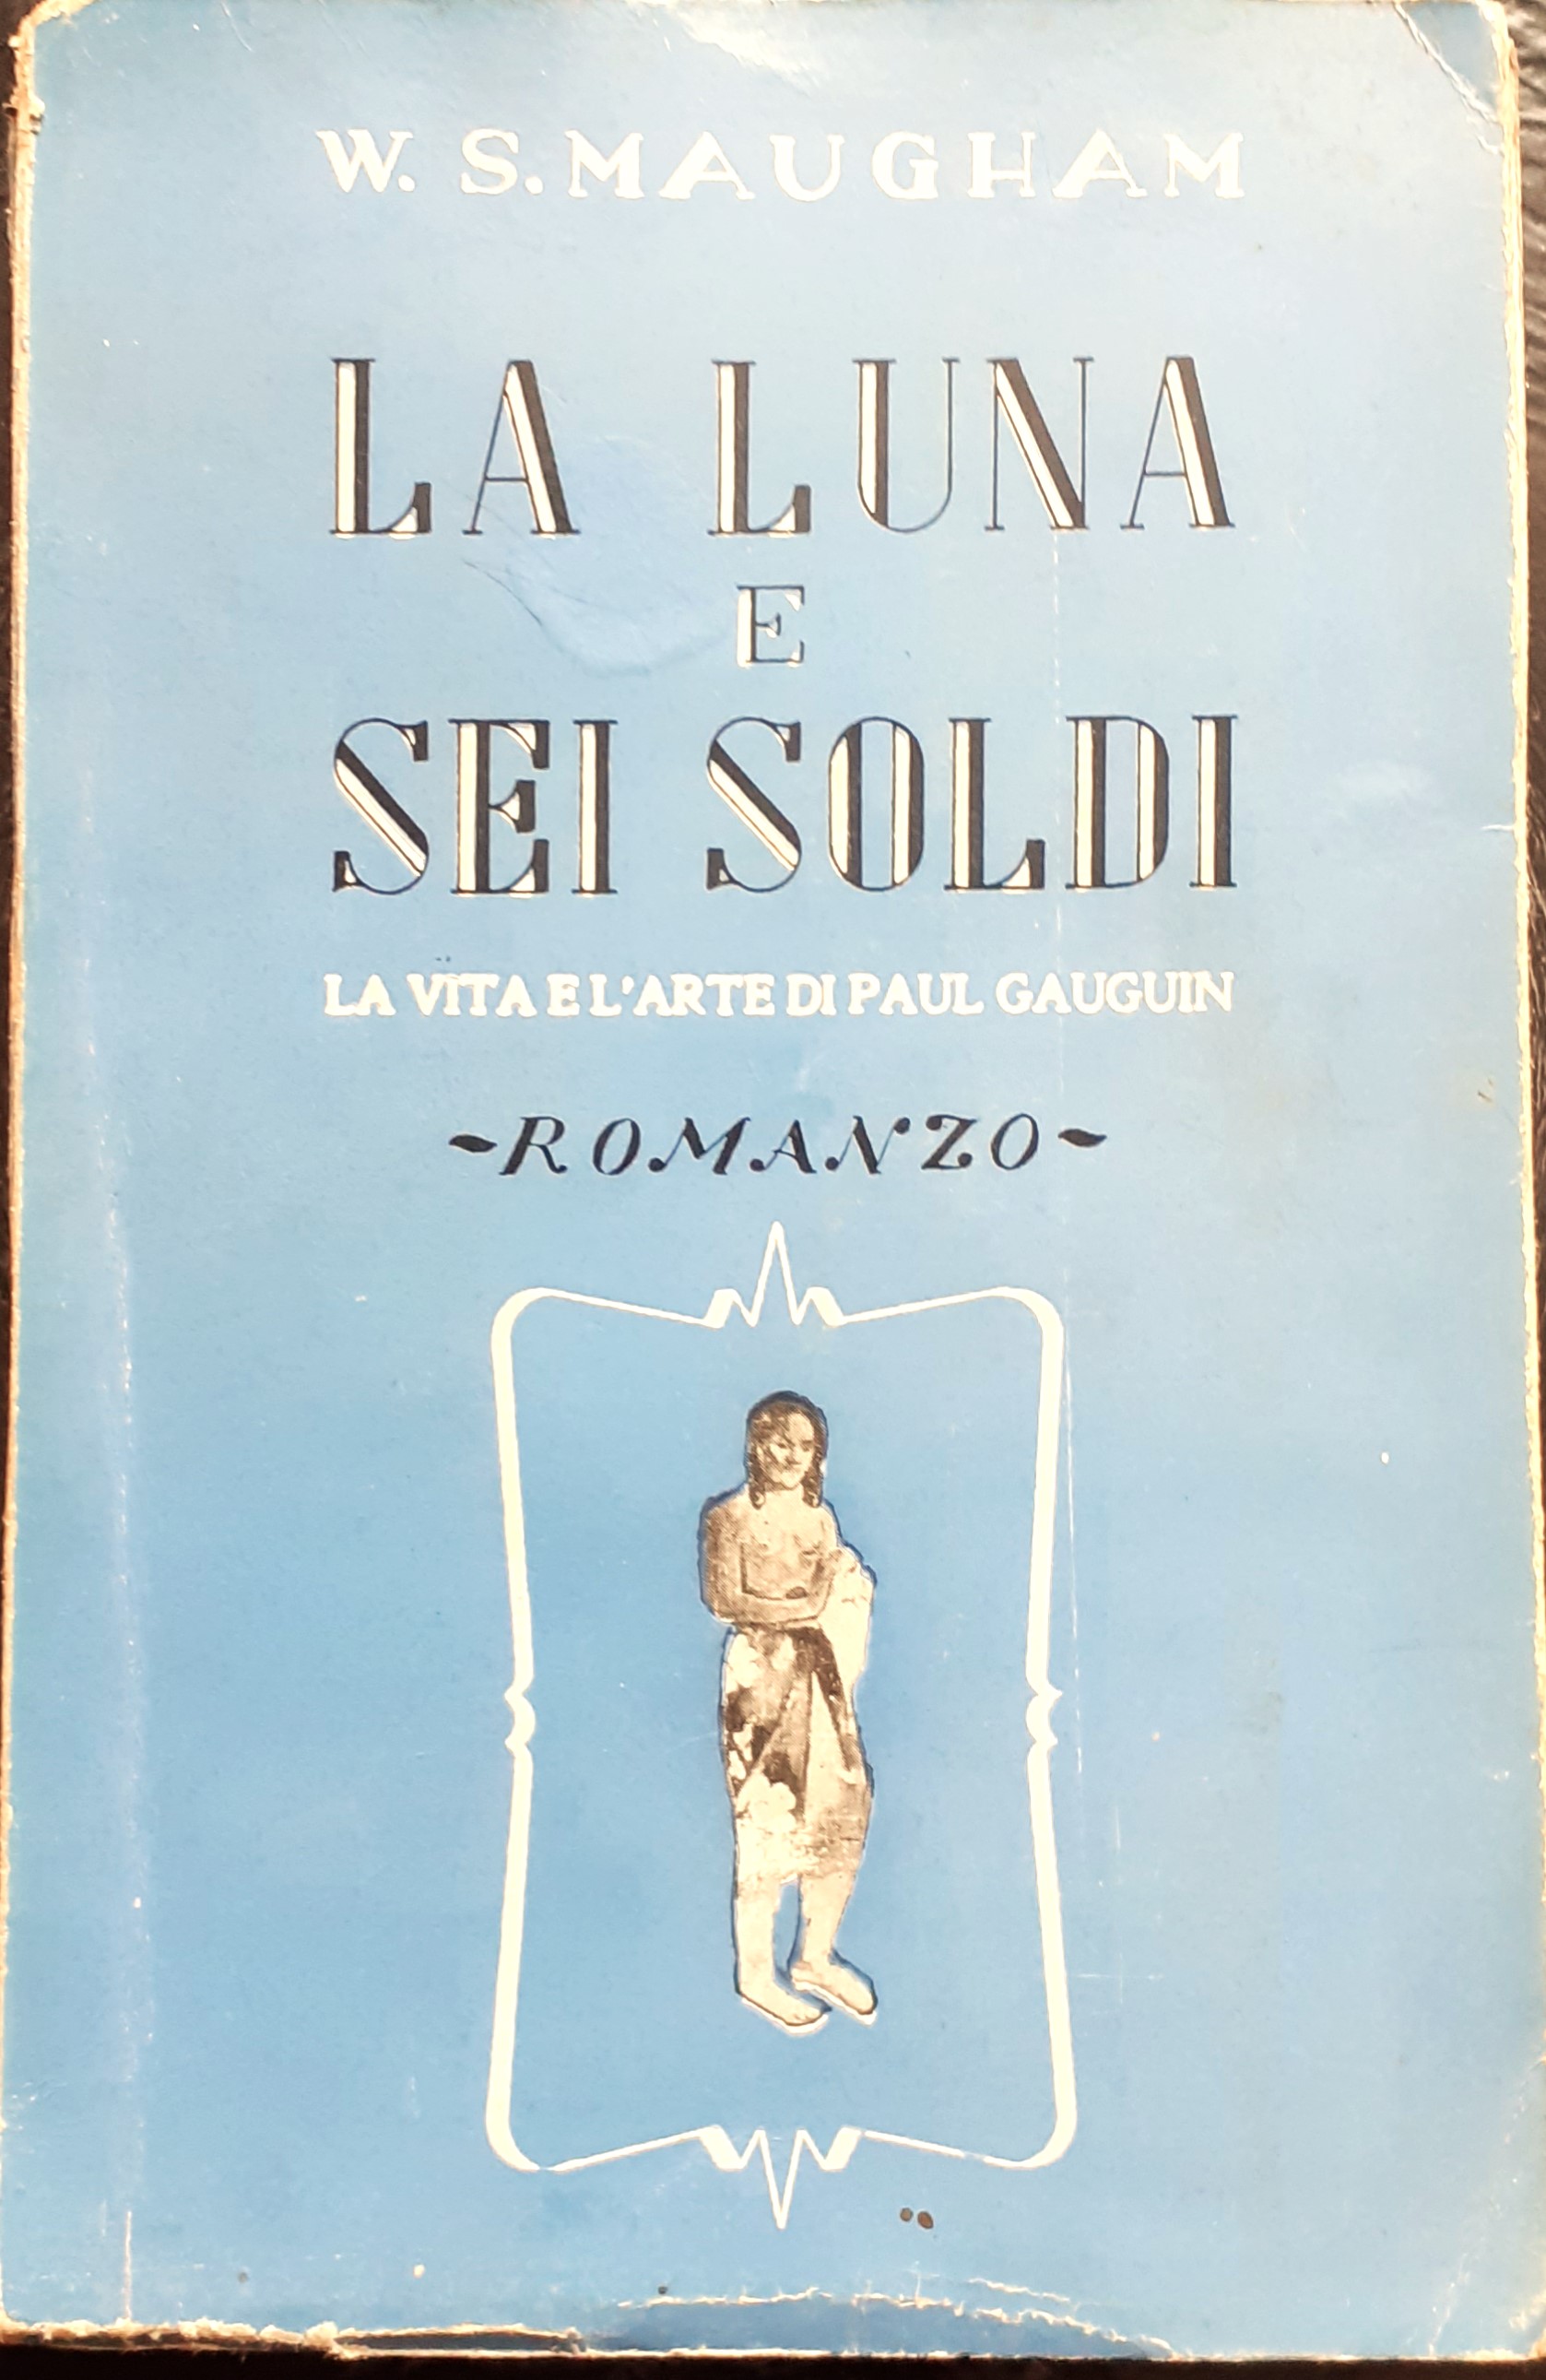 W. S. MAUGHAM
LA LUNA
E
SEI SOLDI
LA VITA E L'ARTE DI PAUL GAUGUIN
-ROMANZO-